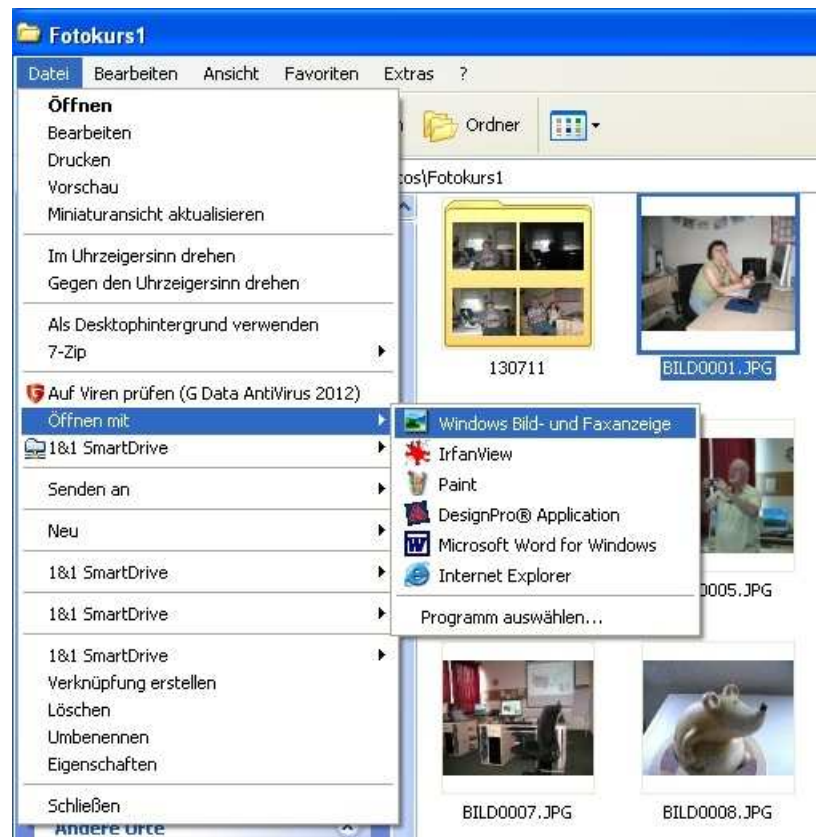 Fotokurs1
Datei Bearbeiten Ansicht Favoriten Extras ?
Öffnen
Bearbeiten
Drucken
Vorschau
Miniaturansicht aktualisieren
Im Uhrzeigersinn drehen
Gegen den Uhrzeigersinn drehen
Als Desktophintergrund verwenden
7-Zip
Auf Viren prüfen (G Data AntiVirus 2012)
Öffnen mit
1&1 SmartDrive
Senden an
Neu
1&1 SmartDrive
1&1 SmartDrive
1&1 SmartDrive
Verknüpfung erstellen
Löschen
Umbenennen
Eigenschaften
Schließen
Andere Orte
Windows Bild- und Faxanzeige
IrfanView
Paint
DesignPro® Application
Microsoft Word for Windows
Internet Explorer
Programm auswählen...
Ordner
os\Fotokurs1
130711
BILD0001.JPG
0005.JPG
BILD0007.JPG
BILD0008.JPG